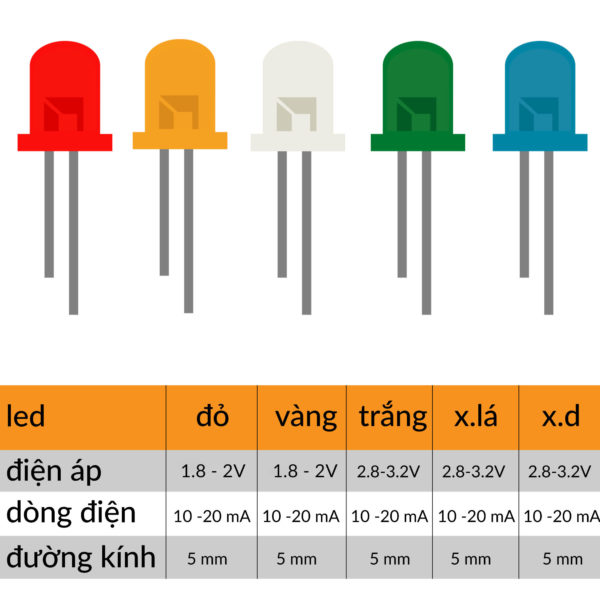 led đỏ vàng trắng x.lá x.d
điện áp 1.8 - 2V 1.8 - 2V 2.8-3.2V 2.8-3.2V 2.8-3.2V
dòng điện 10 -20 mA 10 -20 mA 10 -20 mA 10 -20 mA 10 -20 mA
đường kính 5 mm 5 mm 5 mm 5 mm 5 mm